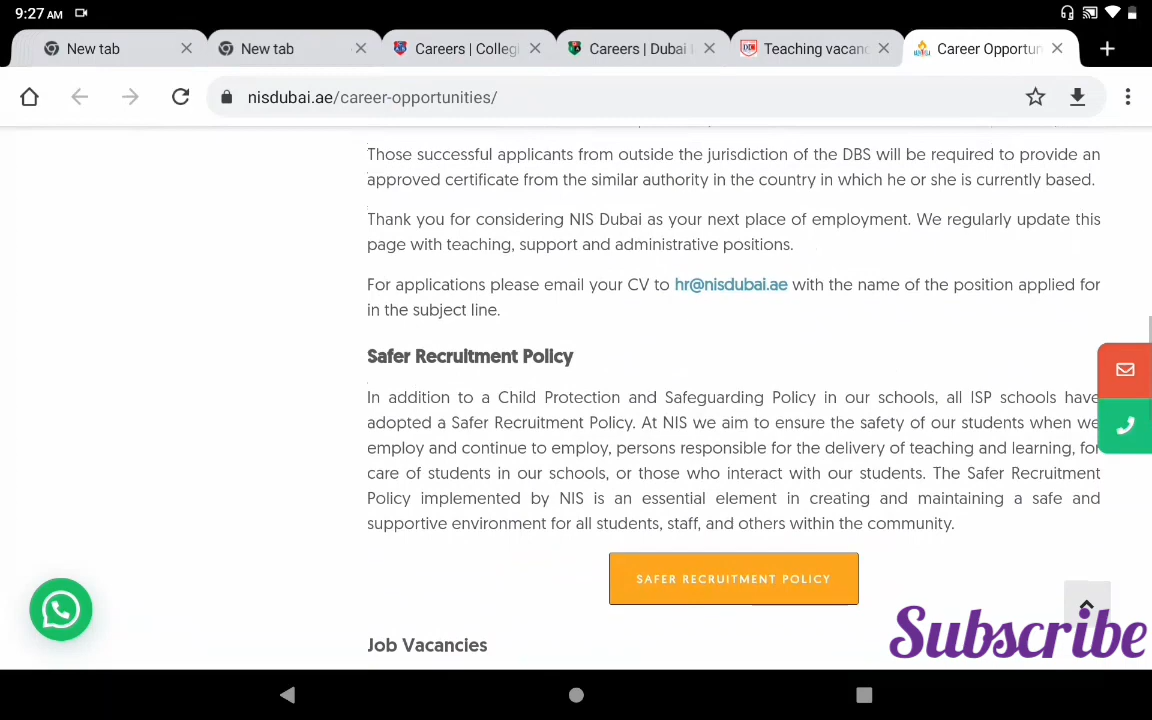 9:27 AM
New tab
New tab
Careers | Colleg
Careers | Dubai
Teaching vacan
Career Opportun
nisdubai.ae/career-opportunities/
Those successful applicants from outside the jurisdiction of the DBS will be required to provide an
approved certificate from the similar authority in the country in which he or she is currently based.
Thank you for considering NIS Dubai as your next place of employment. We regularly update this
page with teaching, support and administrative positions.
For applications please email your CV to hr@nisdubai.ae with the name of the position applied for
in the subject line.
Safer Recruitment Policy
In addition to a Child Protection and Safeguarding Policy in our schools, all ISP schools have
adopted a Safer Recruitment Policy. At NIS we aim to ensure the safety of our students when we
employ and continue to employ, persons responsible for the delivery of teaching and learning, for
care of students in our schools, or those who interact with our students. The Safer Recruitment
Policy implemented by NIS is an essential element in creating and maintaining a safe and
supportive environment for all students, staff, and others within the community.
SAFER RECRUITMENT POLICY
Subscribe
Job Vacancies